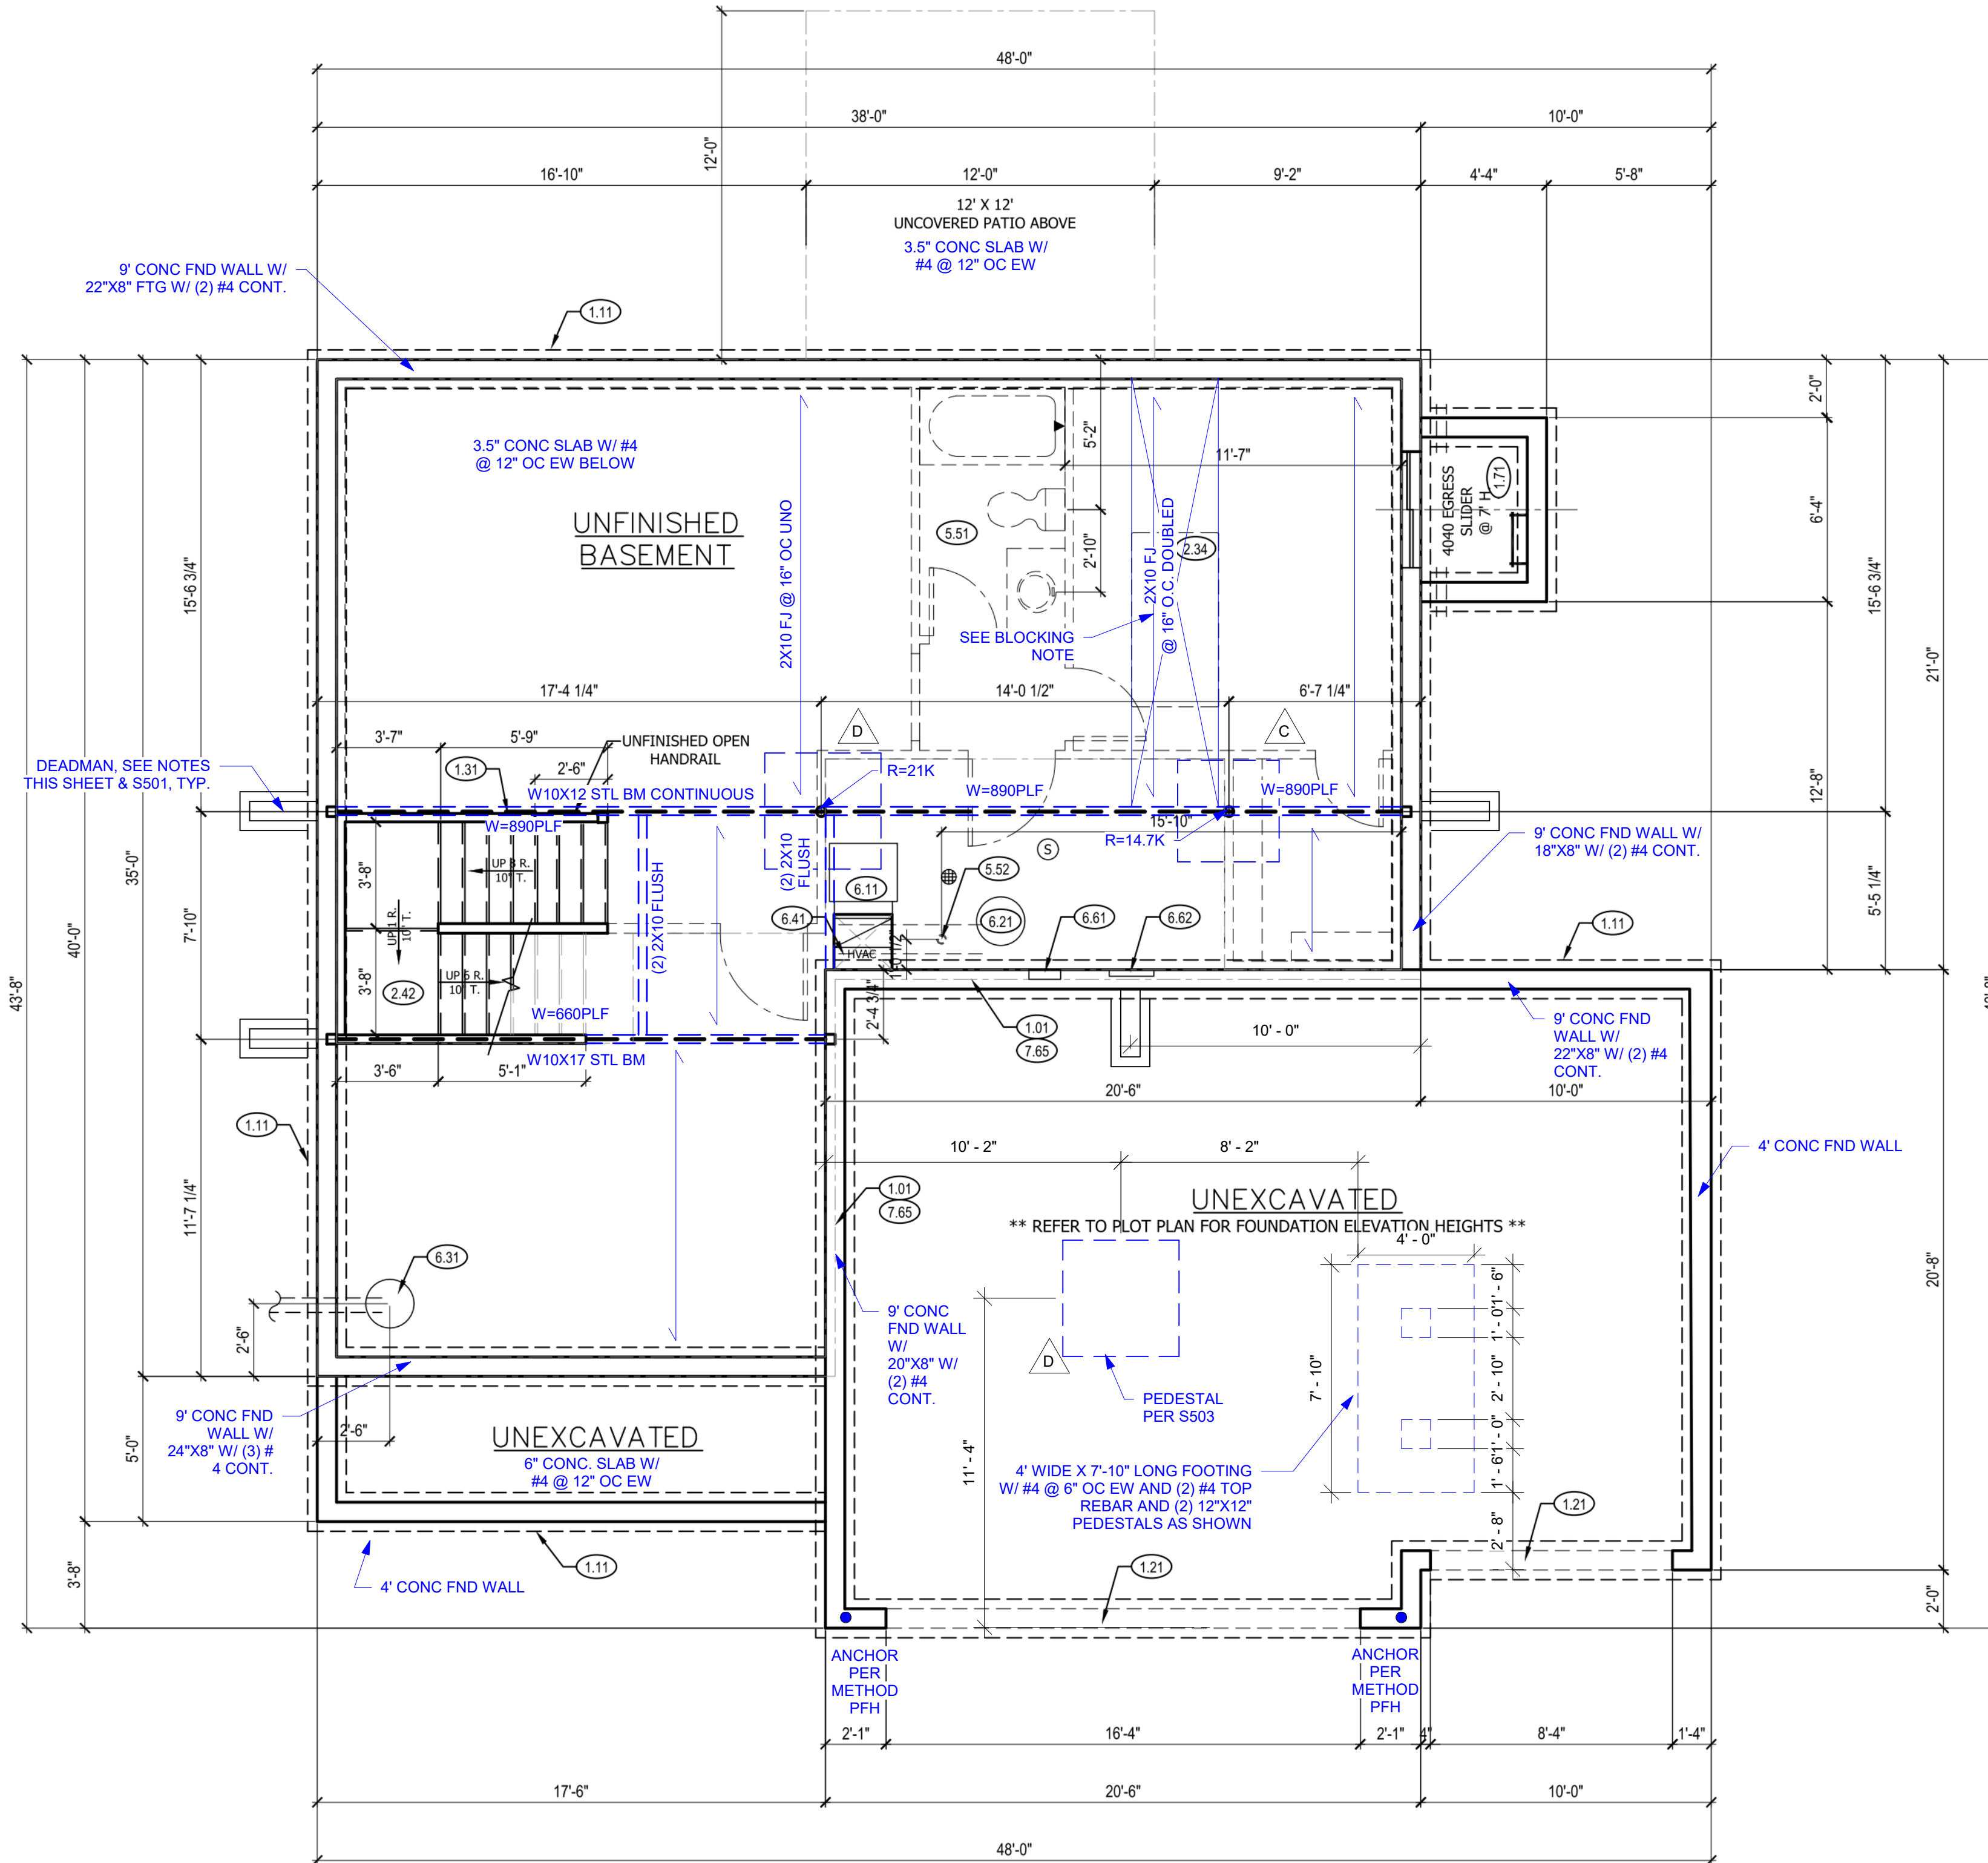 48'-0"
38'-0"
10'-0"
12'-0"
16'-10"
12'-0"
9'-2"
4'-4"
5'-8"
12' X 12'
UNCOVERED PATIO ABOVE
3.5" CONC SLAB W/
#4 @ 12" OC EW
9' CONC FND WALL W/
22"X8" FTG W/ (2) #4 CONT.
1.11
2'-0"
5'-2"
11'-7"
3.5" CONC SLAB W/ #4
@ 12" OC EW BELOW
UNFINISHED
BASEMENT
2X10 FJ @ 16" OC UNO
5.51
2'-10"
2X10 FJ
@ 16" O.C. DOUBLED
2.34
SEE BLOCKING
NOTE
4040 EGRESS
SLIDER
@ 7' H
1.71
6'-4"
15'-6 3/4"
15'-6 3/4"
21'-0"
12'-8"
5'-5 1/4"
43'-8"
40'-0"
35'-0"
7'-10"
11'-7 1/4"
5'-0"
3'-8"
17'-4 1/4"
14'-0 1/2"
6'-7 1/4"
D
C
3'-7"
5'-9"
2'-6"
UNFINISHED OPEN
HANDRAIL
1.31
DEADMAN, SEE NOTES
THIS SHEET & S501, TYP.
R=21K
W10X12 STL BM CONTINUOUS
W=890PLF
W=890PLF
W=890PLF
15'-10"
R=14.7K
9' CONC FND WALL W/
18"X8" W/ (2) #4 CONT.
3'-8"
3'-8"
UP 8 R.
10" T.
UP 1 R.
10" T.
UP 5 R.
10" T.
2.42
(2) 2X10 FLUSH
(2) 2X10
FLUSH
S
6.11
5.52
6.41
6.21
6.61
6.62
1.11
HVAC
2'-4 3/4"
W=660PLF
W10X17 STL BM
3'-6"
5'-1"
1.01
7.65
10' - 0"
9' CONC FND
WALL W/
22"X8" W/ (2) #4
CONT.
20'-6"
10'-0"
1.11
10' - 2"
8' - 2"
4' CONC FND WALL
1.01
7.65
UNEXCAVATED
** REFER TO PLOT PLAN FOR FOUNDATION ELEVATION HEIGHTS **
4' - 0"
6.31
2'-6"
2'-6"
9' CONC
FND WALL
W/
20"X8" W/
(2) #4
CONT.
D
PEDESTAL
PER S503
7' - 10"
1' - 6"
1' - 0"
2' - 10"
1' - 0"
1' - 6"
2' - 8"
20'-8"
2'-0"
9' CONC FND
WALL W/
24"X8" W/ (3) #
4 CONT.
UNEXCAVATED
6" CONC. SLAB W/
#4 @ 12" OC EW
11' - 4"
4' WIDE X 7'-10" LONG FOOTING
W/ #4 @ 6" OC EW AND (2) #4 TOP
REBAR AND (2) 12"X12"
PEDESTALS AS SHOWN
1.21
1.11
1.21
4' CONC FND WALL
ANCHOR
PER
METHOD
PFH
ANCHOR
PER
METHOD
PFH
2'-1"
16'-4"
2'-1"
4"
8'-4"
1'-4"
17'-6"
20'-6"
10'-0"
48'-0"